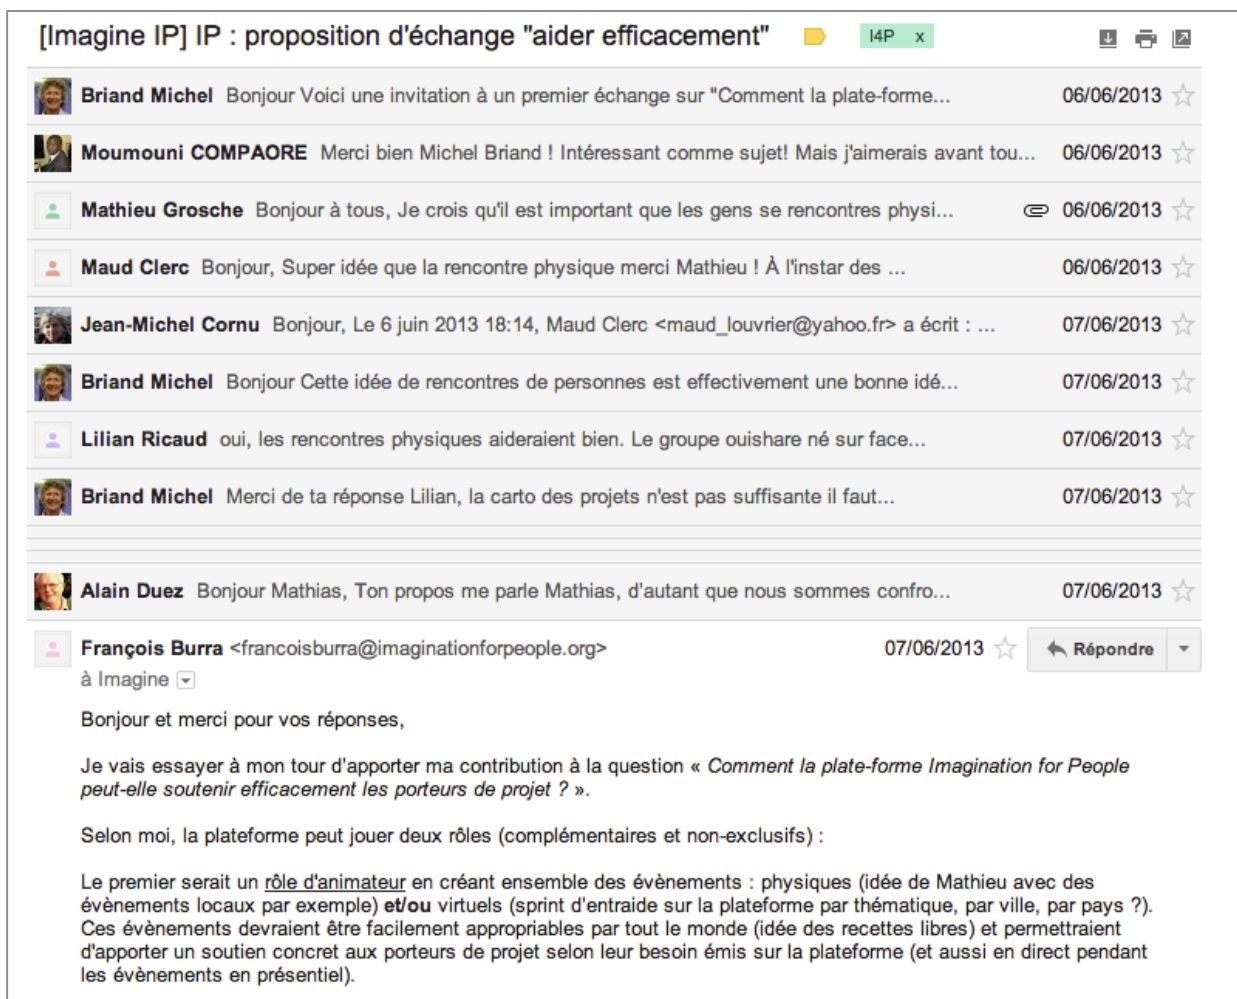 [Imagine IP] IP : proposition d'échange "aider efficacement" I4P x
Briand Michel Bonjour Voici une invitation à un premier échange sur "Comment la plate-forme... 06/06/2013
Moumouni COMPAORE Merci bien Michel Briand ! Intéressant comme sujet! Mais j'aimerais avant tou... 06/06/2013
Mathieu Grosche Bonjour à tous, Je crois qu'il est important que les gens se rencontres physi... 06/06/2013
Maud Clerc Bonjour, Super idée que la rencontre physique merci Mathieu ! À l'instar des ... 06/06/2013
Jean-Michel Cornu Bonjour, Le 6 juin 2013 18:14, Maud Clerc <maud_louvrier@yahoo.fr> a écrit : ... 07/06/2013
Briand Michel Bonjour Cette idée de rencontres de personnes est effectivement une bonne idé... 07/06/2013
Lilian Ricaud oui, les rencontres physiques aideraient bien. Le groupe ouishare né sur face... 07/06/2013
Briand Michel Merci de ta réponse Lilian, la carto des projets n'est pas suffisante il faut... 07/06/2013
Alain Duez Bonjour Mathias, Ton propos me parle Mathias, d'autant que nous sommes confro... 07/06/2013
François Burra <francoisburra@imaginationforpeople.org> 07/06/2013 Répondre
à Imagine
Bonjour et merci pour vos réponses,
Je vais essayer à mon tour d'apporter ma contribution à la question « Comment la plate-forme Imagination for People
peut-elle soutenir efficacement les porteurs de projet ? ».
Selon moi, la plateforme peut jouer deux rôles (complémentaires et non-exclusifs) :
Le premier serait un rôle d'animateur en créant ensemble des évènements : physiques (idée de Mathieu avec des
évènements locaux par exemple) et/ou virtuels (sprint d'entraide sur la plateforme par thématique, par ville, par pays ?).
Ces évènements devraient être facilement appropriables par tout le monde (idée des recettes libres) et permettraient
d'apporter un soutien concret aux porteurs de projet selon leur besoin émis sur la plateforme (et aussi en direct pendant
les évènements en présentiel).